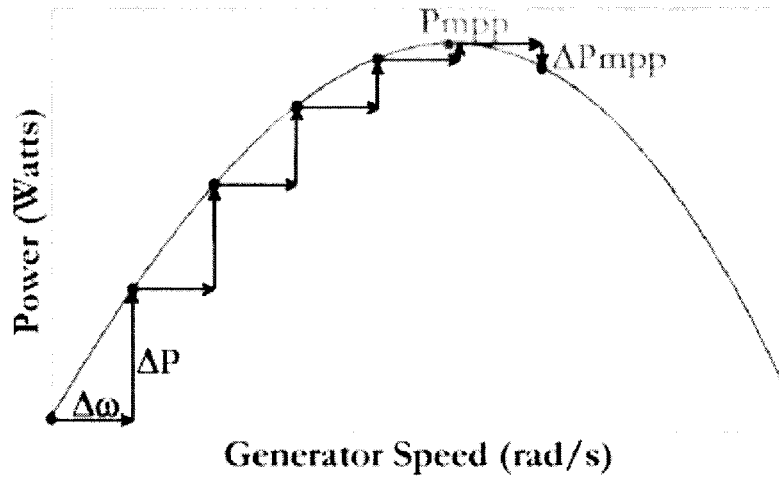 Pmpp
ΔPmpp
Power (Watts)
ΔP
Δω
Generator Speed (rad/s)